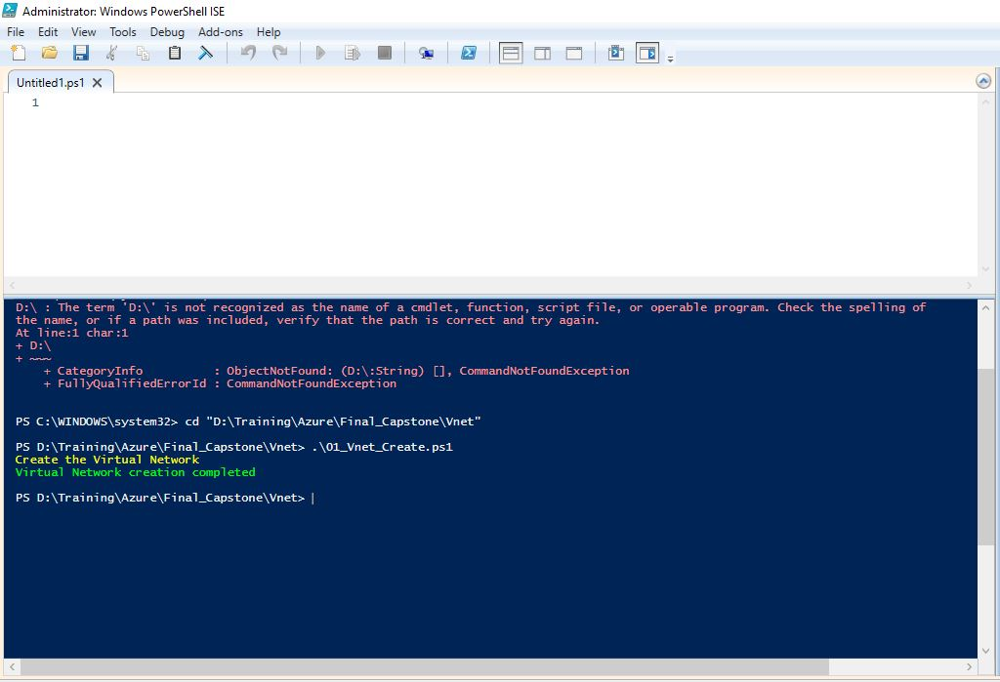 Administrator: Windows PowerShell ISE
File Edit View Tools Debug Add-ons Help
Untitled1.ps1
1
D:\ : The term 'D:\' is not recognized as the name of a cmdlet, function, script file, or operable program. Check the spelling of
the name, or if a path was included, verify that the path is correct and try again.
At line:1 char:1
+ D:\
+ ~~~
+ CategoryInfo : ObjectNotFound: (D:\:String) [], CommandNotFoundException
+ FullyQualifiedErrorId : CommandNotFoundException
PS C:\WINDOWS\system32> cd "D:\Training\Azure\Final_Capstone\Vnet"
PS D:\Training\Azure\Final_Capstone\Vnet> .\01_Vnet_Create.ps1
Create the Virtual Network
Virtual Network creation completed
PS D:\Training\Azure\Final_Capstone\Vnet>